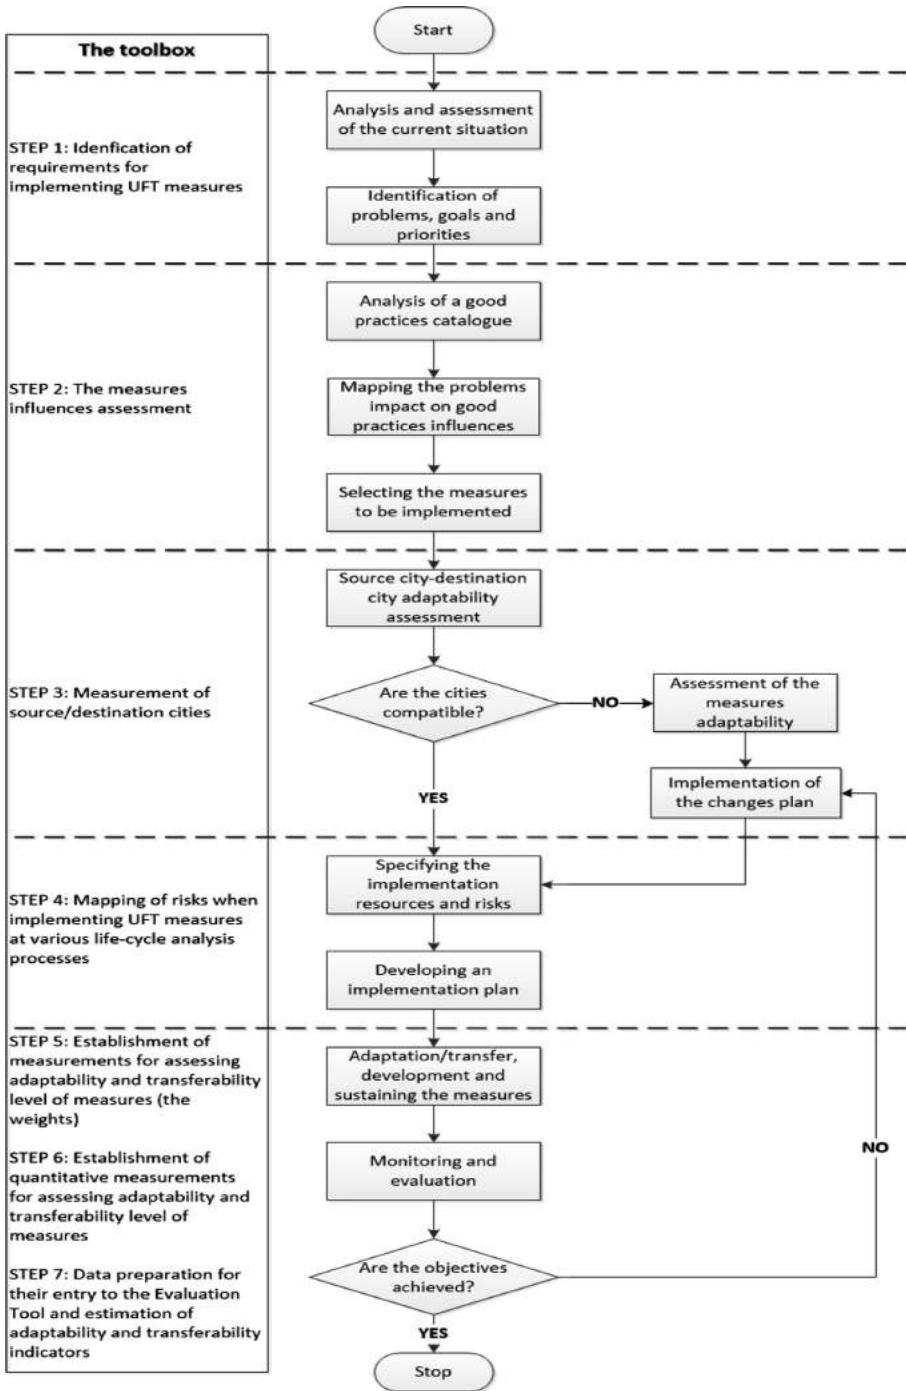 The toolbox
STEP 1: Idenfication of
requirements for
implementing UFT measures
STEP 2: The measures
influences assessment
STEP 3: Measurement of
source/destination cities
STEP 4: Mapping of risks when
implementing UFT measures
at various life-cycle analysis
processes
STEP 5: Establishment of
measurements for assessing
adaptability and transferability
level of measures (the
weights)
STEP 6: Establishment of
quantitative measurements
for assessing adaptability and
transferability level of
measures
STEP 7: Data preparation for
their entry to the Evaluation
Tool and estimation of
adaptability and transferability
indicators
Start
Analysis and assessment
of the current situation
Identification of
problems, goals and
priorities
Analysis of a good
practices catalogue
Mapping the problems
impact on good
practices influences
Selecting the measures
to be implemented
Source city-destination
city adaptability
assessment
Are the cities
compatible?
NO
Assessment of the
measures
adaptability
Implementation of
the changes plan
YES
Specifying the
implementation
resources and risks
Developing an
implementation plan
Adaptation/transfer,
development and
sustaining the measures
Monitoring and
evaluation
Are the objectives
achieved?
NO
YES
Stop